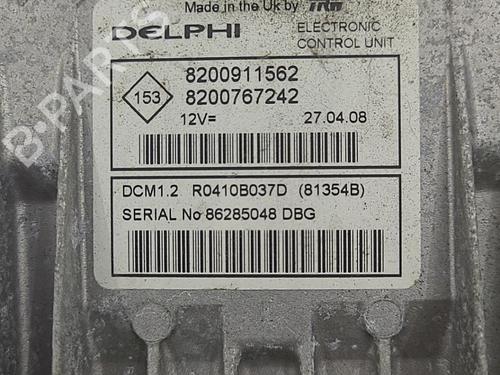 Made in the Uk by TRW
DELPHI ELECTRONIC
CONTROL UNIT
153
8200911562
8200767242
12V= 27.04.08
DCM1.2 R0410B037D (81354B)
SERIAL No 86285048 DBG
B-PARTS